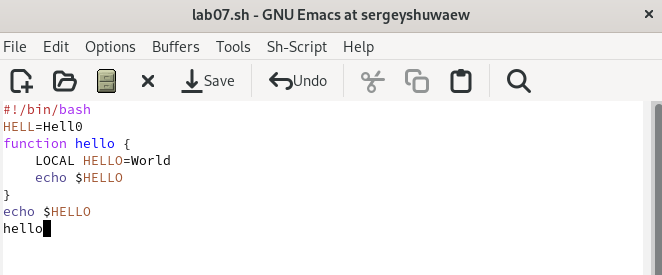 lab07.sh - GNU Emacs at sergeyshuwaew
File Edit Options Buffers Tools Sh-Script Help
Save Undo
#!/bin/bash
HELL=Hell0
function hello {
    LOCAL HELLO=World
    echo $HELLO
}
echo $HELLO
hello